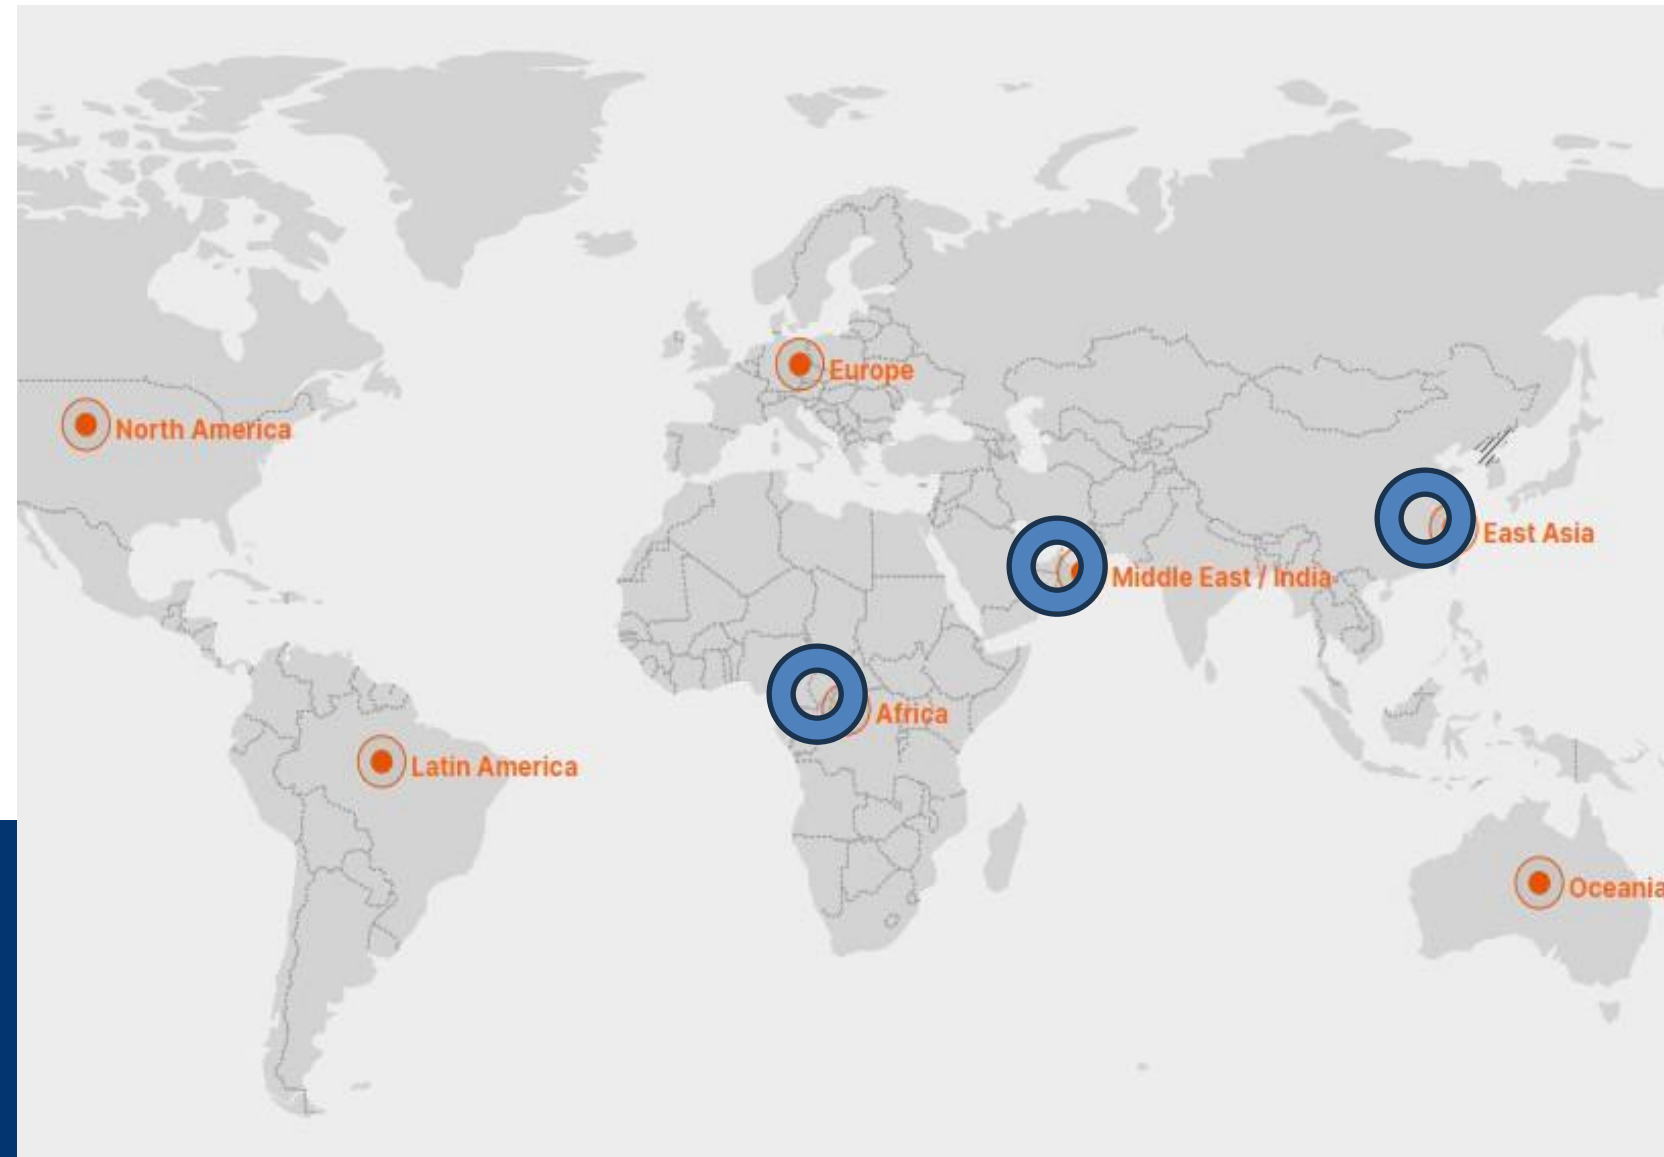 Europe
North America
East Asia
Middle East / India
Africa
Latin America
Oceania